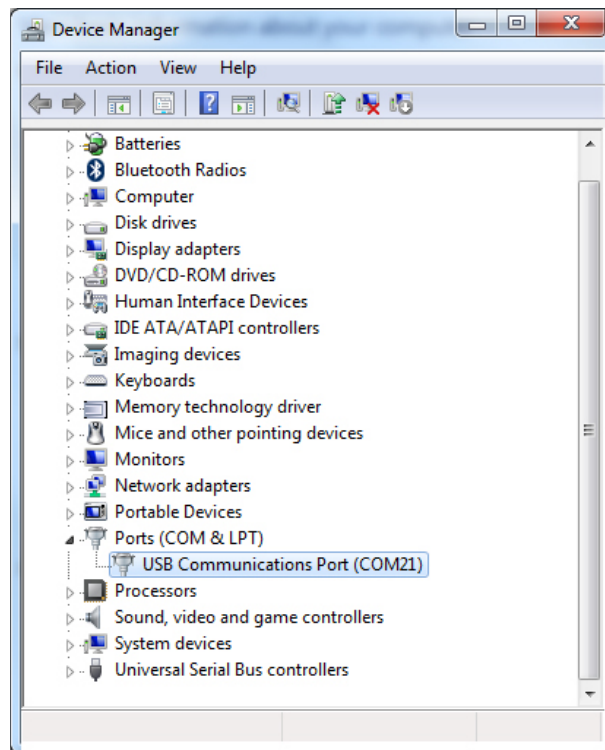 Device Manager
File Action View Help
Batteries
Bluetooth Radios
Computer
Disk drives
Display adapters
DVD/CD-ROM drives
Human Interface Devices
IDE ATA/ATAPI controllers
Imaging devices
Keyboards
Memory technology driver
Mice and other pointing devices
Monitors
Network adapters
Portable Devices
Ports (COM & LPT)
USB Communications Port (COM21)
Processors
Sound, video and game controllers
System devices
Universal Serial Bus controllers